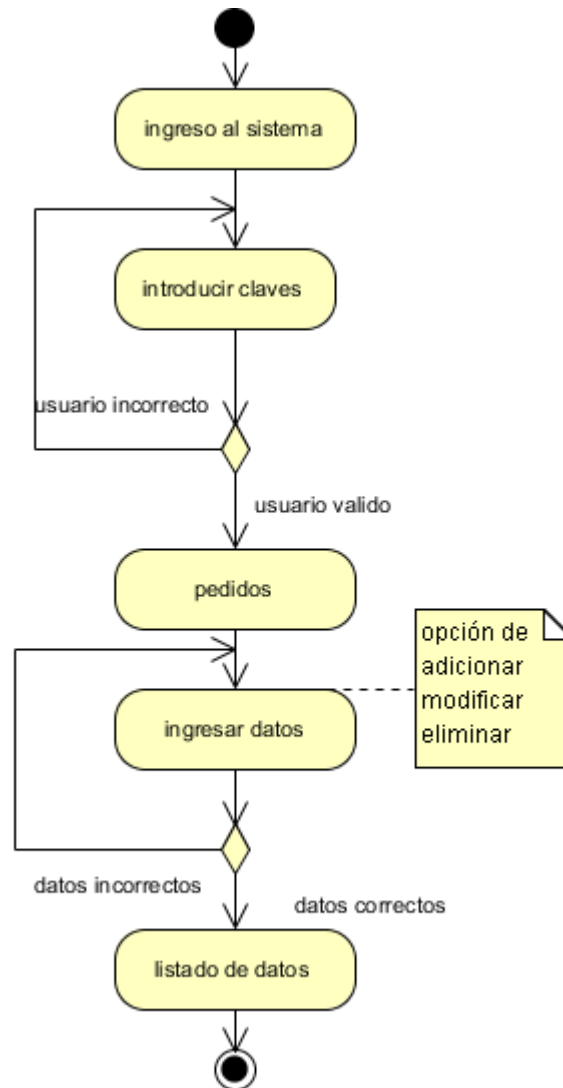 ingreso al sistema
introducir claves
usuario incorrecto
usuario valido
pedidos
opción de
adicionar
modificar
eliminar
ingresar datos
datos incorrectos
datos correctos
listado de datos